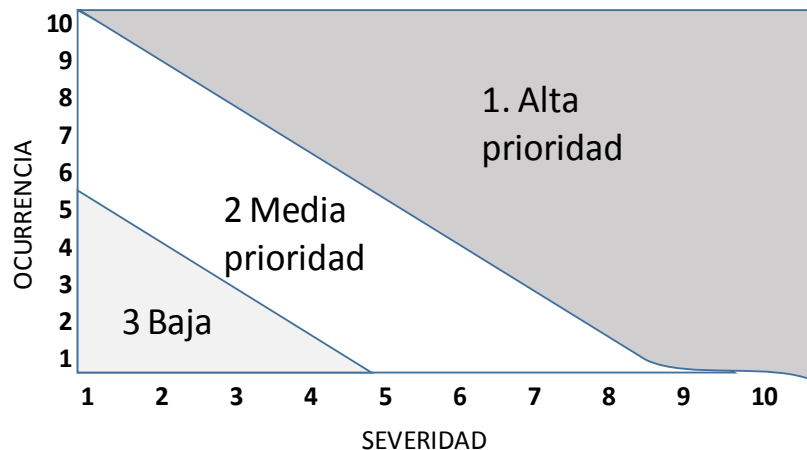 OCURRENCIA
10
9
8
7
6
5
4
3
2
1
1. Alta
prioridad
2 Media
prioridad
3 Baja
1 2 3 4 5 6 7 8 9 10
SEVERIDAD